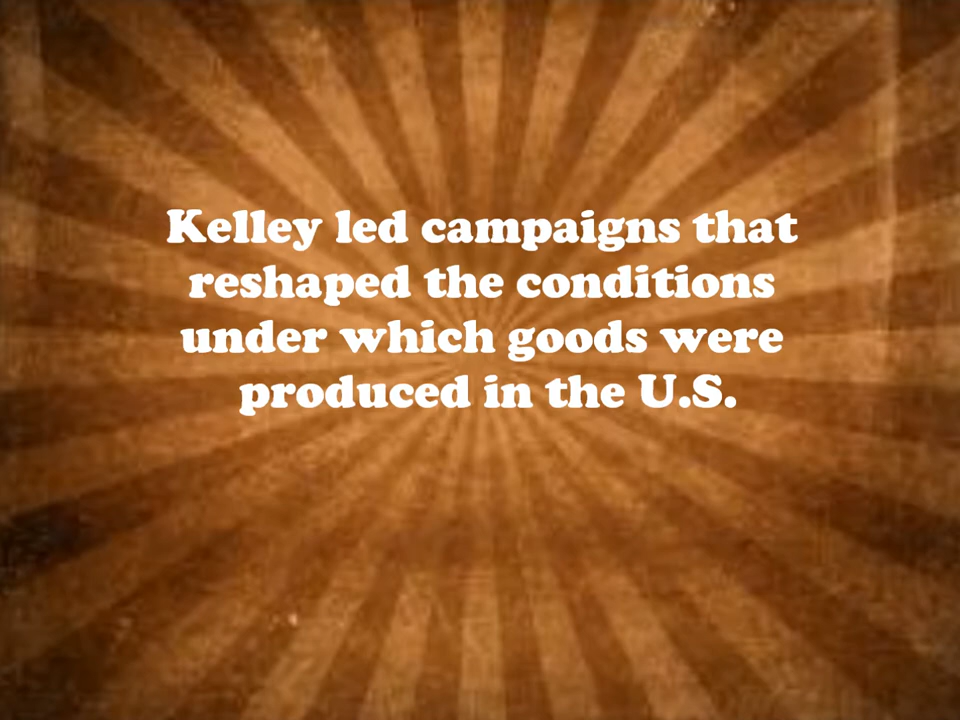 Kelley led campaigns that
reshaped the conditions
under which goods were
produced in the U.S.